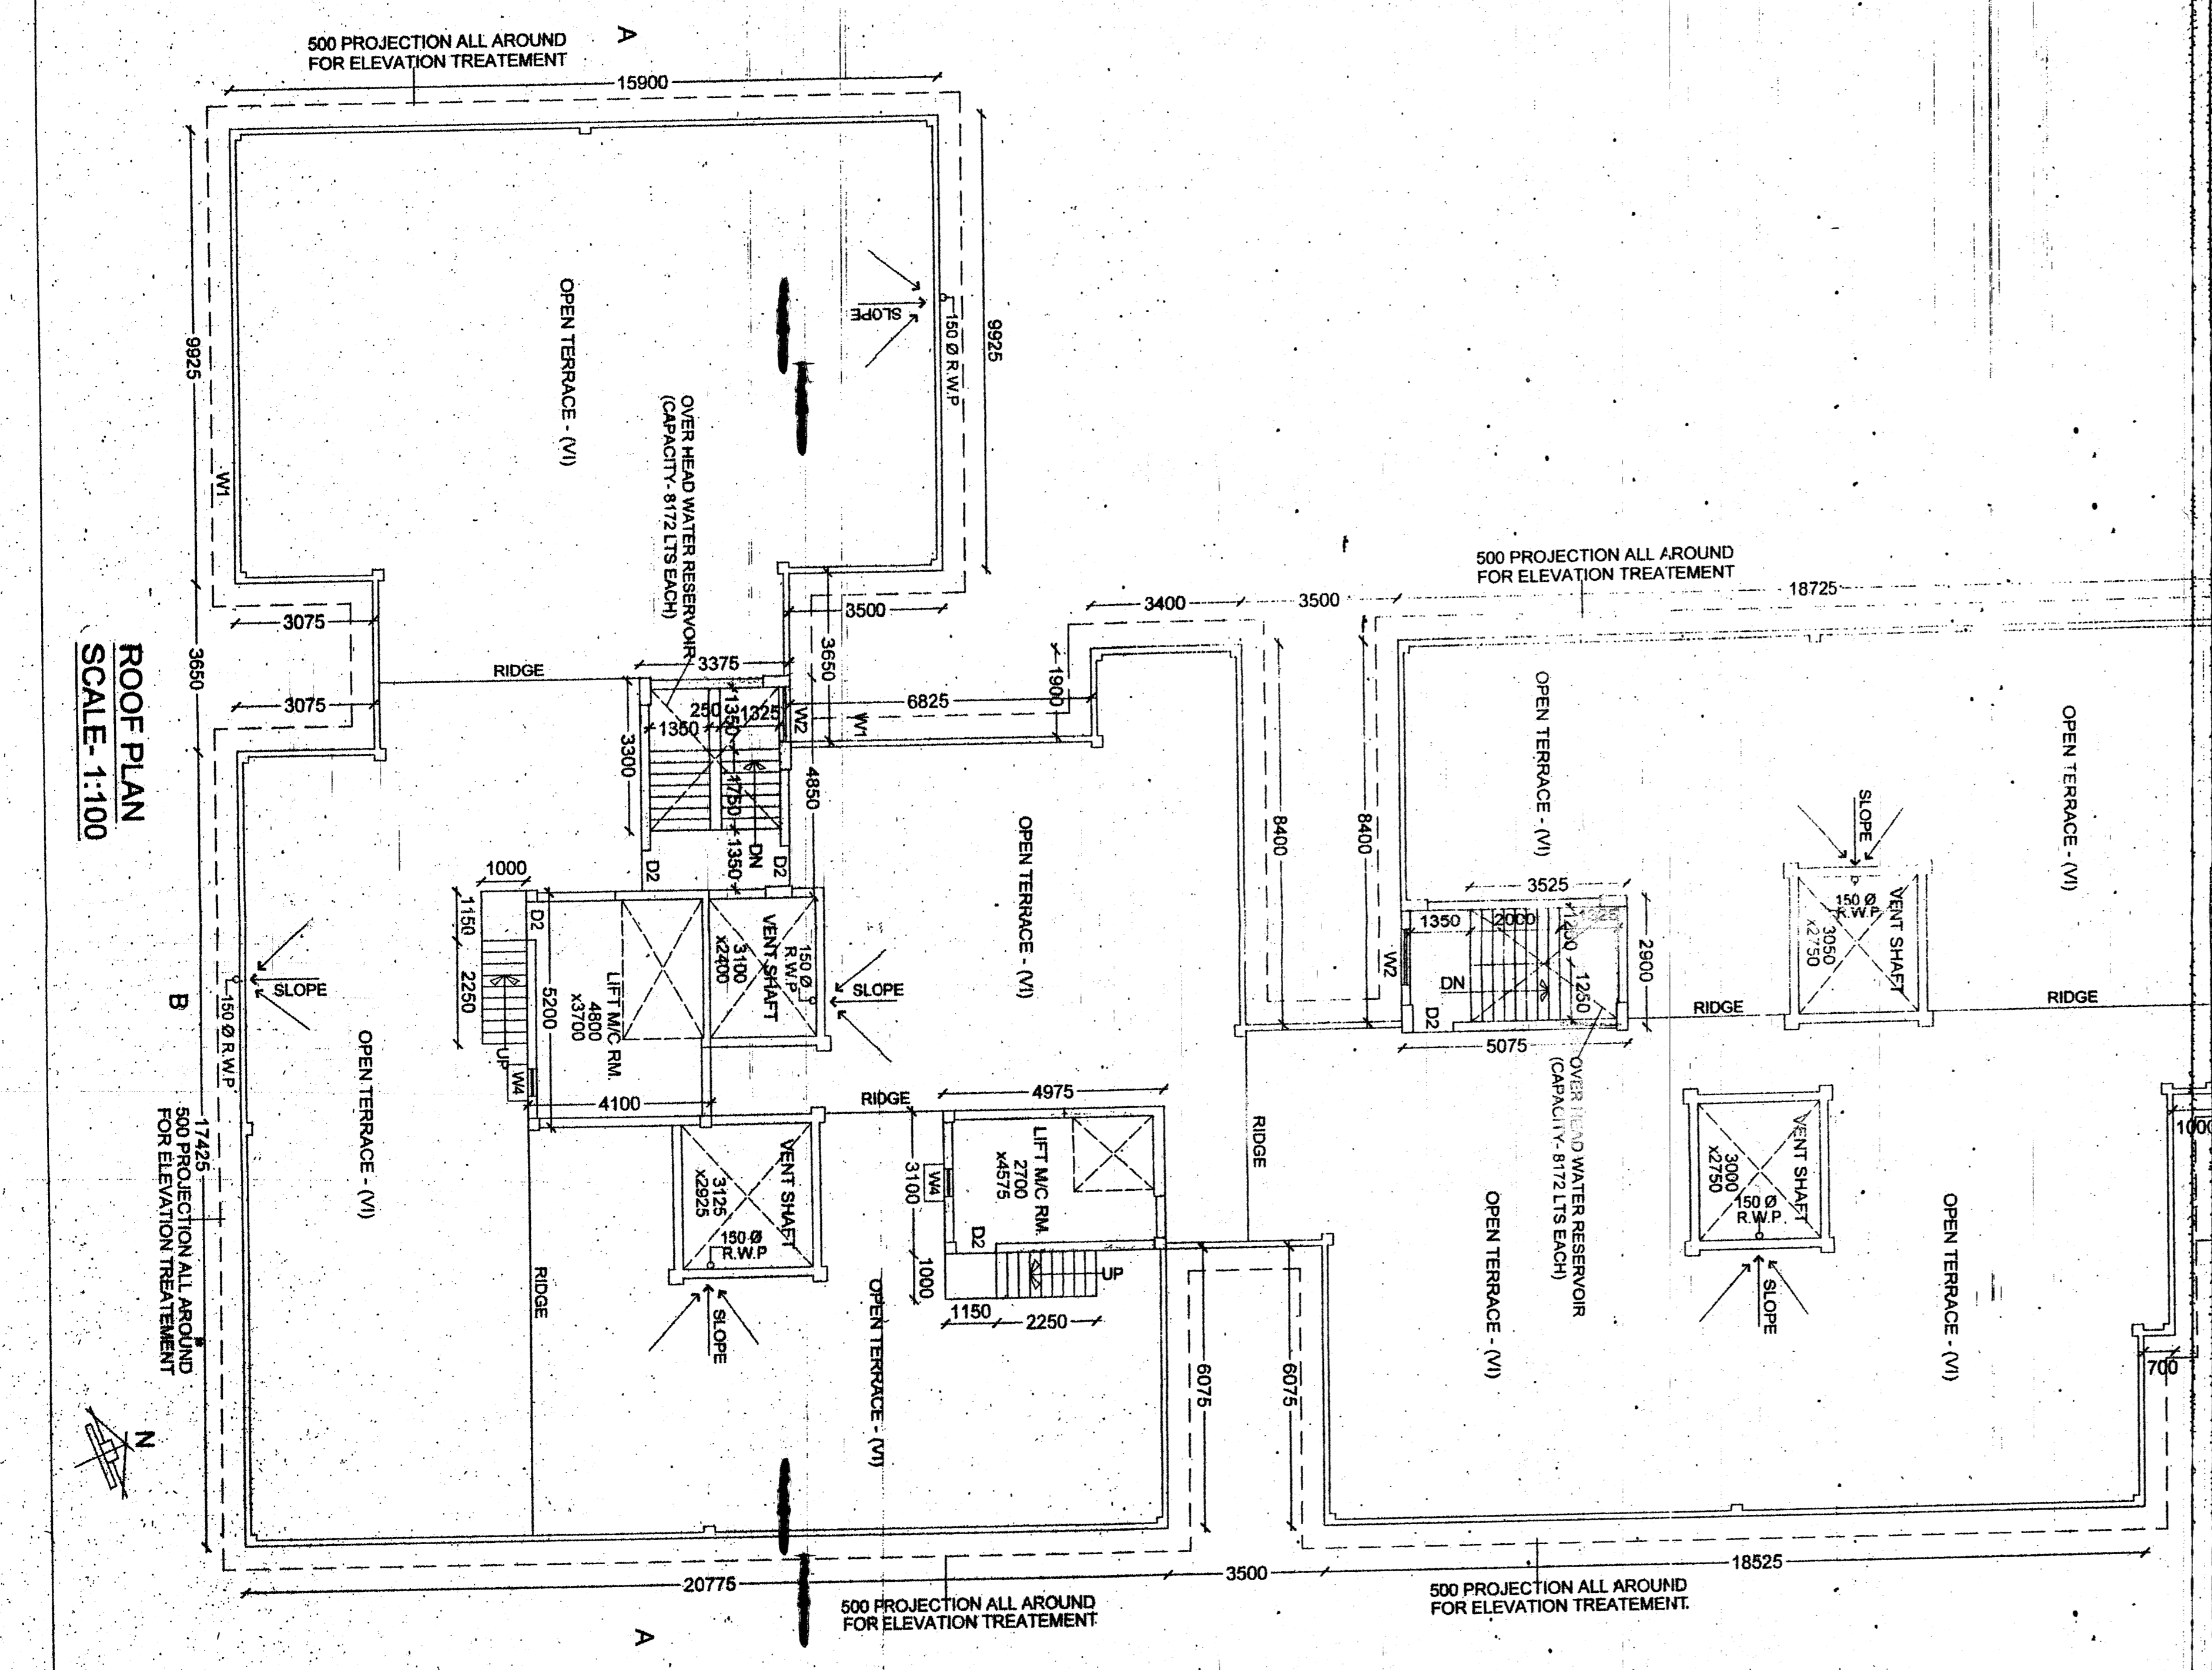 500 PROJECTION ALL AROUND
FOR ELEVATION TREATEMENT
A
15900
9925
9925
OPEN TERRACE - (VI)
SLOPE
150 Ø R.W.P
OVER HEAD WATER RESERVOIR
(CAPACITY- 8172 LTS EACH)
W1
3075
3500
3650
3650
3075
RIDGE
3375
250
1350
1325
1350
W2
W1
6825
1900
3400
3500
8400
8400
3300
1750
4850
1350
DN
D2
D2
500 PROJECTION ALL AROUND
FOR ELEVATION TREATEMENT
18725
OPEN TERRACE - (VI)
OPEN TERRACE - (VI)
OPEN TERRACE - (VI)
SLOPE
150 Ø
R.W.P
VENT SHAFT
3050
x2750
3525
1350
2000
1250
1250
2900
W2
DN
D2
5075
RIDGE
RIDGE
OVER HEAD WATER RESERVOIR
(CAPACITY- 8172 LTS EACH)
1000
1150
2250
D2
5200
UP
W4
LIFT M/C RM.
4800
x3700
VENT SHAFT
3100
x2400
150 Ø
R.W.P
SLOPE
4100
SLOPE
150 Ø R.W.P
B
OPEN TERRACE - (VI)
17425
500 PROJECTION ALL AROUND
FOR ELEVATION TREATEMENT
RIDGE
RIDGE
VENT SHAFT
3125
x2925
150 Ø
R.W.P
SLOPE
4975
3100
W4
LIFT M/C RM.
2700
x4575
D2
1000
UP
1150
2250
OPEN TERRACE - (VI)
RIDGE
6075
6075
VENT SHAFT
3000
x2750
150 Ø
R.W.P.
SLOPE
OPEN TERRACE - (VI)
OPEN TERRACE - (VI)
700
20775
3500
18525
500 PROJECTION ALL AROUND
FOR ELEVATION TREATEMENT
500 PROJECTION ALL AROUND
FOR ELEVATION TREATEMENT.
A
N
ROOF PLAN
SCALE- 1:100